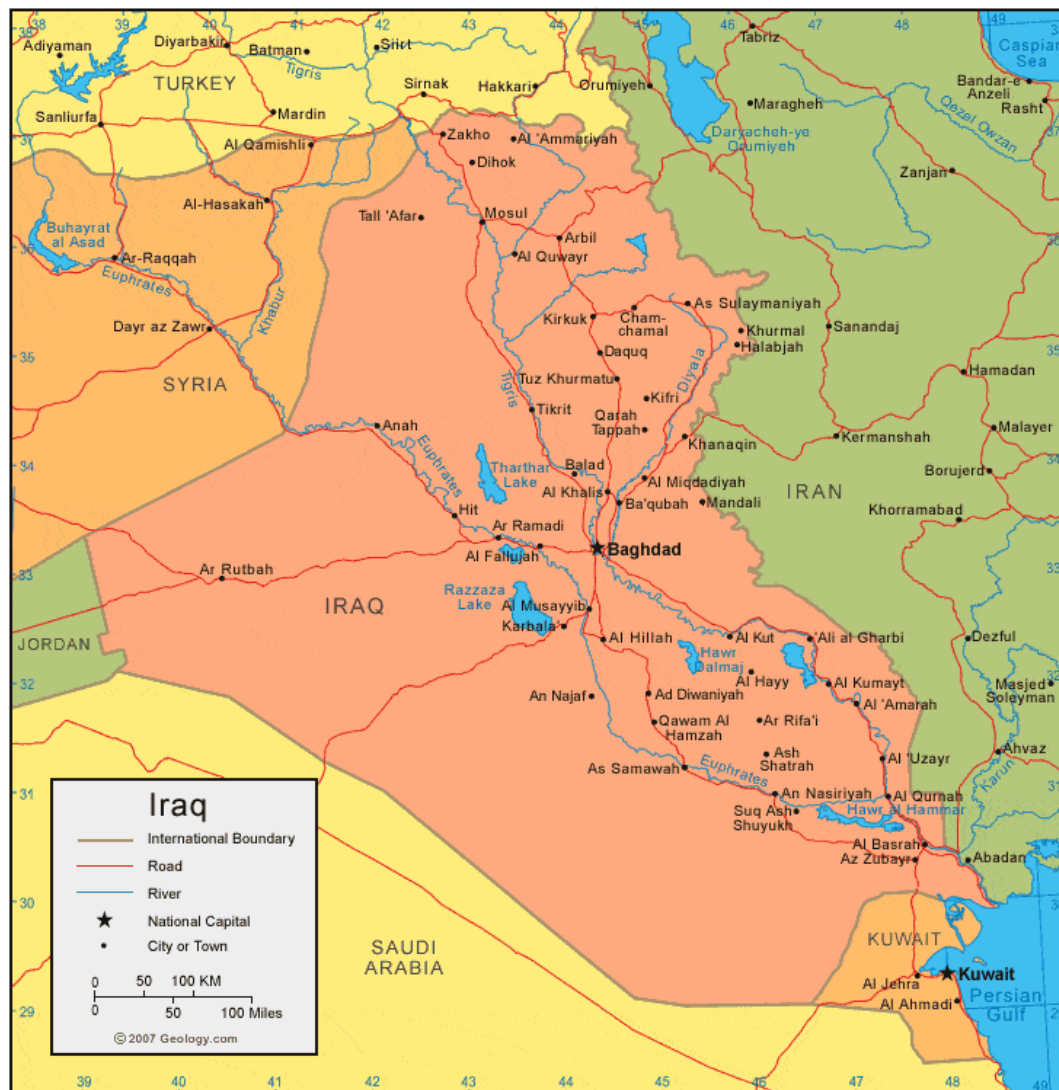 38
39
40
41
42
43
44
45
46
47
48
49
38
Adiyaman
Diyarbakir
Batman
Siirt
Tigris
TURKEY
Sirnak
Hakkari
Orumiyeh
Tabriz
Caspian
Sea
Bandar-e
Anzeli
Rasht
Sanliurfa
Mardin
Maragheh
Qezel Owzan
37
Al Qamishli
Zakho
Al 'Ammariyah
Daryacheh-ye
Orumiyeh
Dihok
Zanjan
Al-Hasakah
Tall 'Afar
Mosul
Buhayrat
al Asad
Arbil
36
Ar-Raqqah
Al Quwayr
Euphrates
Khabur
As Sulaymaniyah
Dayr az Zawr
Kirkuk
Cham-
chamal
Khurmal
Sanandaj
Halabjah
35
Daquq
Tigris
Diyala
SYRIA
Tuz Khurmatu
Hamadan
Kifri
Tikrit
Qarah
Tappah
Anah
Malayer
Khanaqin
Kermanshah
34
Euphrates
Tharthar
Lake
Balad
Al Miqdadiyah
Borujerd
Al Khalis
IRAN
Ba'qubah
Mandali
Hit
Khorramabad
Ar Ramadi
Baghdad
Al Fallujah
33
Ar Rutbah
Razzaza
Lake
IRAQ
Al Musayyib
Karbala'
JORDAN
Al Hillah
Al Kut
'Ali al Gharbi
Dezful
Hawr
Dalmaj
32
Al Hayy
Al Kumayt
Masjed
Soleyman
An Najaf
Ad Diwaniyah
Al 'Amarah
Qawam Al
Hamzah
Ar Rifa'i
Ash
Shatrah
Al 'Uzayr
Ahvaz
Karun
As Samawah
Euphrates
31
An Nasiriyah
Al Qurnah
Suq Ash
Shuyukh
Hawr al Hammar
Al Basrah
Az Zubayr
Abadan
30
KUWAIT
SAUDI
ARABIA
Kuwait
Al Jehra
Persian
Gulf
Al Ahmadi
29
Iraq
International Boundary
Road
River
National Capital
City or Town
0 50 100 KM
0 50 100 Miles
© 2007 Geology.com
39
40
41
42
43
44
45
46
47
48
49